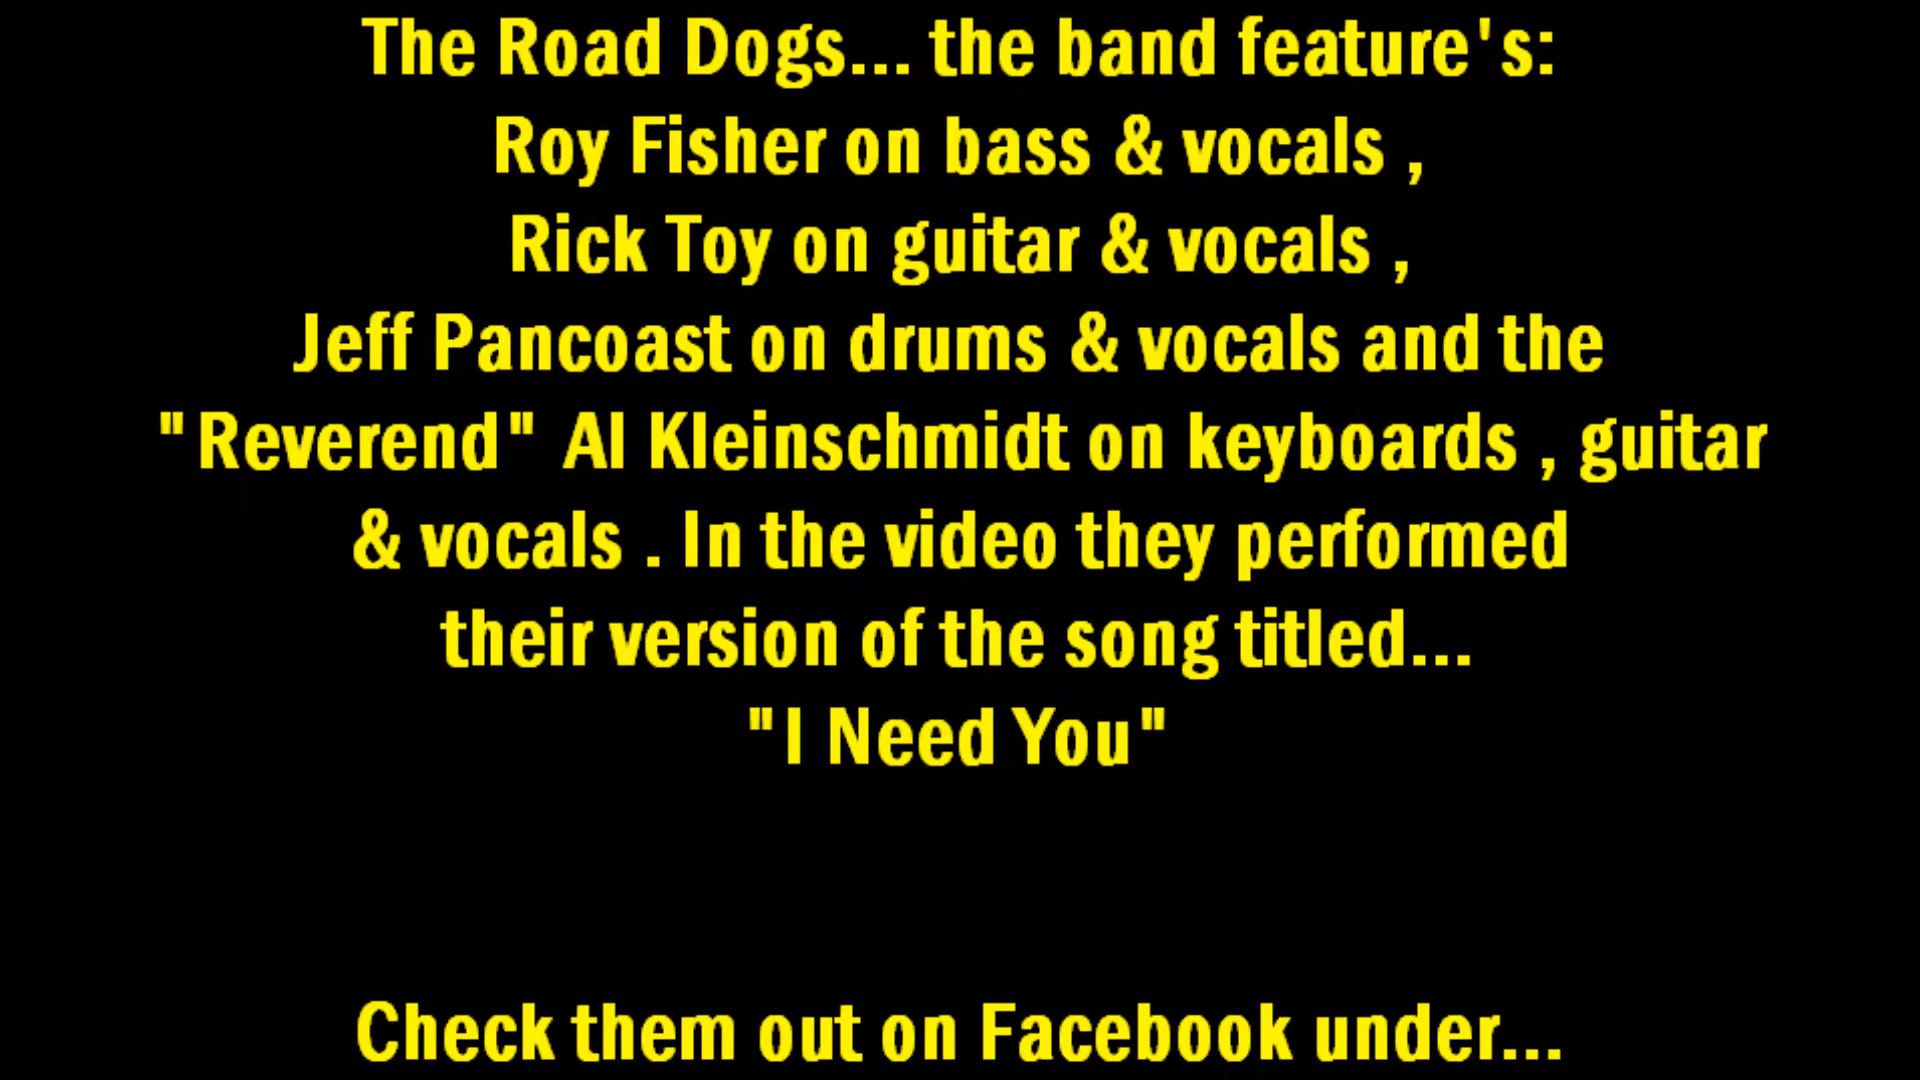 The Road Dogs... the band feature's:
Roy Fisher on bass & vocals ,
Rick Toy on guitar & vocals ,
Jeff Pancoast on drums & vocals and the
"Reverend" Al Kleinschmidt on keyboards , guitar
& vocals . In the video they performed
their version of the song titled...
"I Need You"
Check them out on Facebook under...